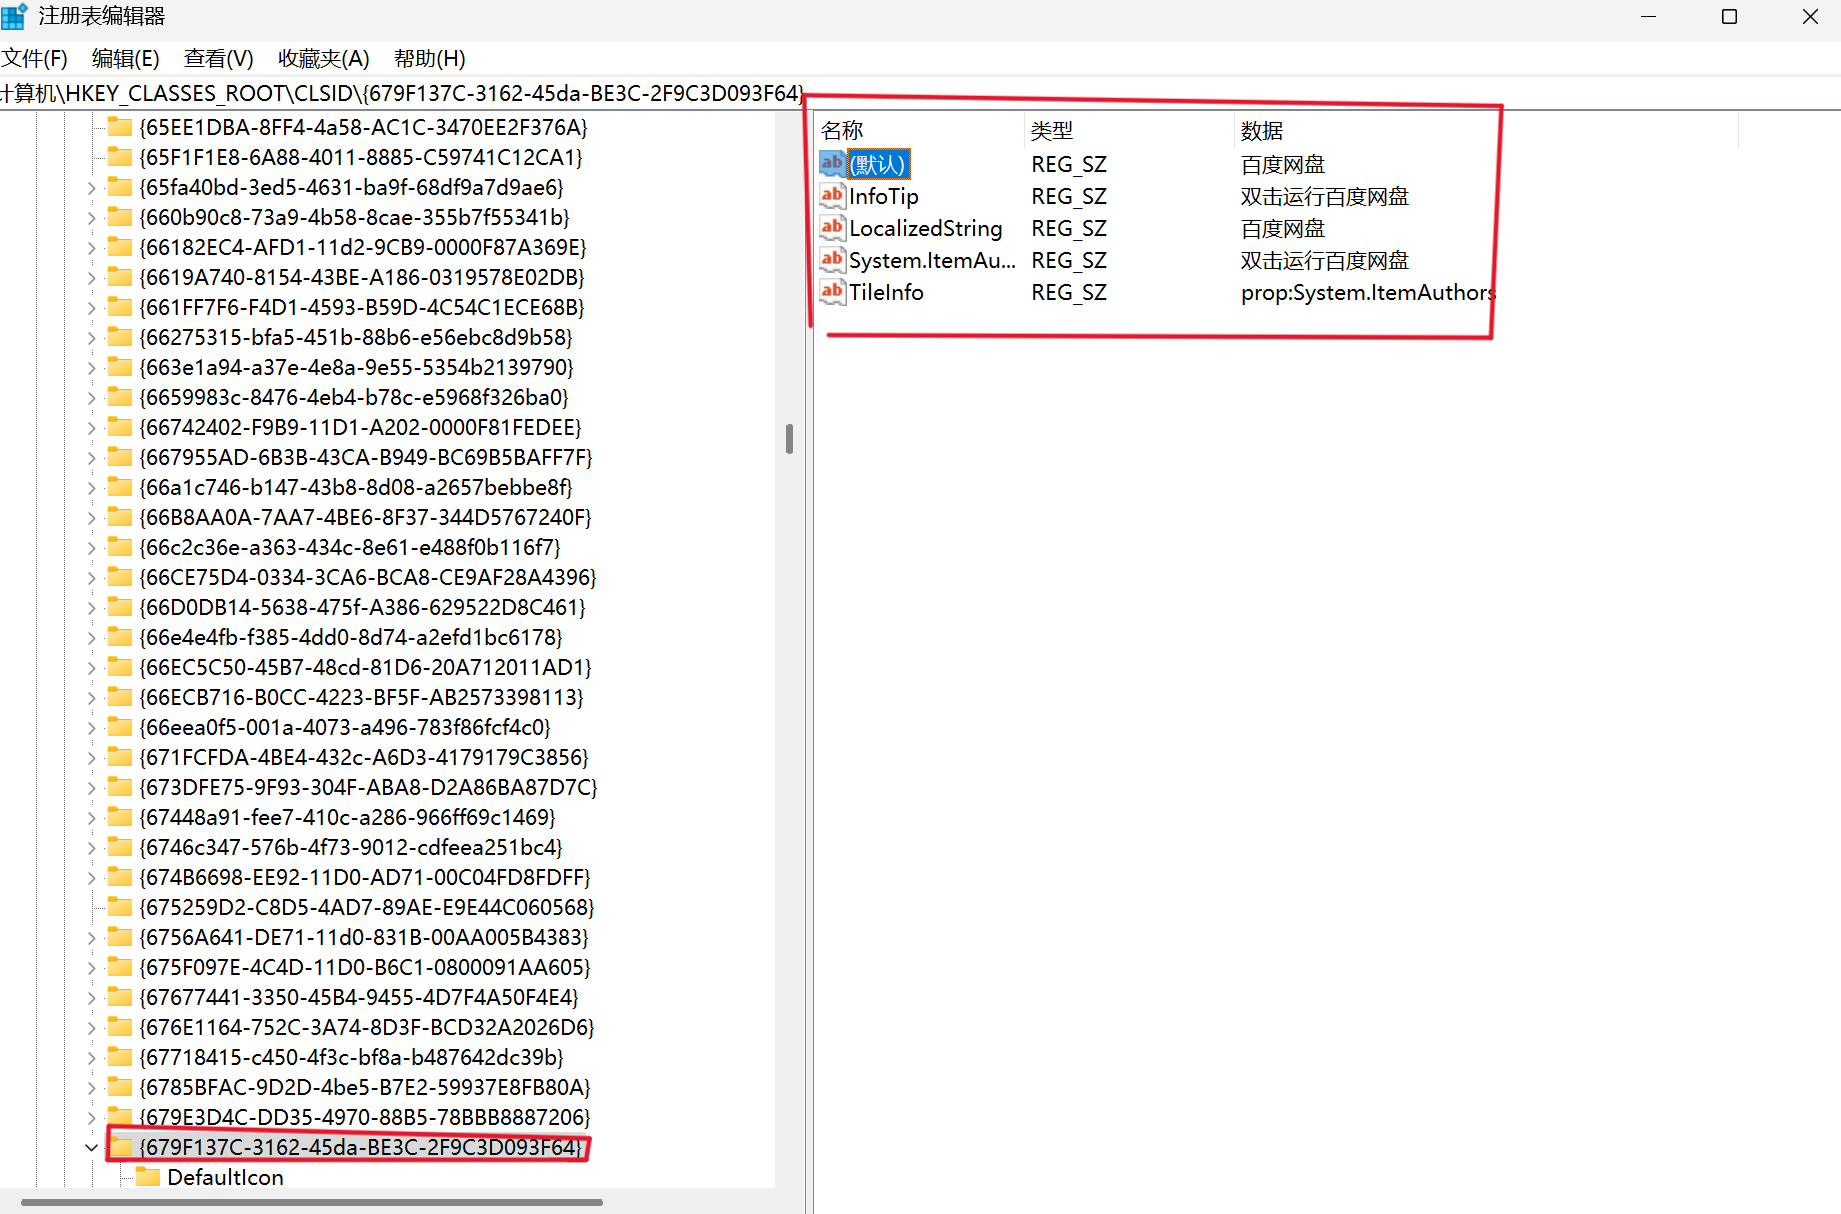 注册表编辑器
文件(F) 编辑(E) 查看(V) 收藏夹(A) 帮助(H)
计算机\HKEY_CLASSES_ROOT\CLSID\{679F137C-3162-45da-BE3C-2F9C3D093F64}
{65EE1DBA-8FF4-4a58-AC1C-3470EE2F376A}
{65F1F1E8-6A88-4011-8885-C59741C12CA1}
{65fa40bd-3ed5-4631-ba9f-68df9a7d9ae6}
{660b90c8-73a9-4b58-8cae-355b7f55341b}
{66182EC4-AFD1-11d2-9CB9-0000F87A369E}
{6619A740-8154-43BE-A186-0319578E02DB}
{661FF7F6-F4D1-4593-B59D-4C54C1ECE68B}
{66275315-bfa5-451b-88b6-e56ebc8d9b58}
{663e1a94-a37e-4e8a-9e55-5354b2139790}
{6659983c-8476-4eb4-b78c-e5968f326ba0}
{66742402-F9B9-11D1-A202-0000F81FEDEE}
{667955AD-6B3B-43CA-B949-BC69B5BAFF7F}
{66a1c746-b147-43b8-8d08-a2657bebbe8f}
{66B8AA0A-7AA7-4BE6-8F37-344D5767240F}
{66c2c36e-a363-434c-8e61-e488f0b116f7}
{66CE75D4-0334-3CA6-BCA8-CE9AF28A4396}
{66D0DB14-5638-475f-A386-629522D8C461}
{66e4e4fb-f385-4dd0-8d74-a2efd1bc6178}
{66EC5C50-45B7-48cd-81D6-20A712011AD1}
{66ECB716-B0CC-4223-BF5F-AB2573398113}
{66eea0f5-001a-4073-a496-783f86fcf4c0}
{671FCFDA-4BE4-432c-A6D3-4179179C3856}
{673DFE75-9F93-304F-ABA8-D2A86BA87D7C}
{67448a91-fee7-410c-a286-966ff69c1469}
{6746c347-576b-4f73-9012-cdfeea251bc4}
{674B6698-EE92-11D0-AD71-00C04FD8FDFF}
{675259D2-C8D5-4AD7-89AE-E9E44C060568}
{6756A641-DE71-11d0-831B-00AA005B4383}
{675F097E-4C4D-11D0-B6C1-0800091AA605}
{67677441-3350-45B4-9455-4D7F4A50F4E4}
{676E1164-752C-3A74-8D3F-BCD32A2026D6}
{67718415-c450-4f3c-bf8a-b487642dc39b}
{6785BFAC-9D2D-4be5-B7E2-59937E8FB80A}
{679E3D4C-DD35-4970-88B5-78BBB8887206}
{679F137C-3162-45da-BE3C-2F9C3D093F64}
DefaultIcon
名称 类型 数据
(默认) REG_SZ 百度网盘
InfoTip REG_SZ 双击运行百度网盘
LocalizedString REG_SZ 百度网盘
System.ItemAu... REG_SZ 双击运行百度网盘
TileInfo REG_SZ prop:System.ItemAuthors